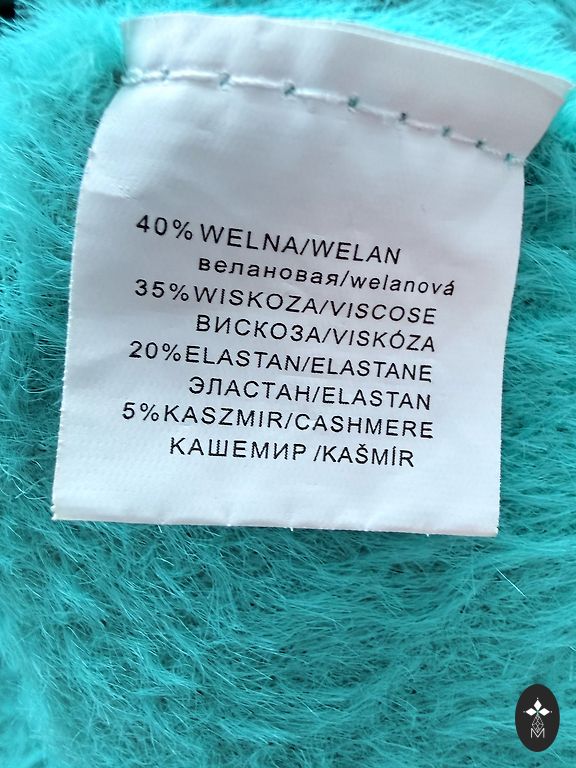 40% WELNA/WELAN
велановая/welanová
35% WISKOZA/VISCOSE
ВИСКОЗА/VISKÓZA
20% ELASTAN/ELASTANE
ЭЛАСТАН/ELASTAN
5% KASZMIR/CASHMERE
КАШЕМИР /KAŠMÍR
M